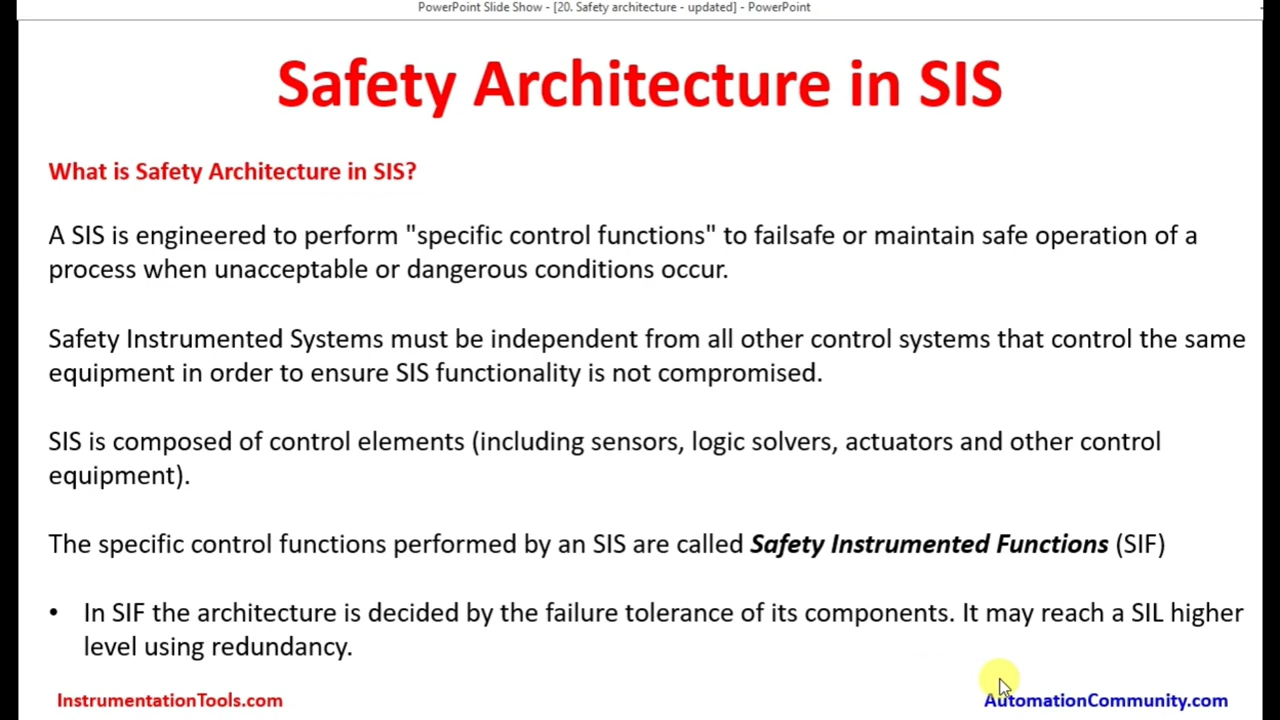 PowerPoint Slide Show - [20. Safety architecture - updated] - PowerPoint
Safety Architecture in SIS
What is Safety Architecture in SIS?
A SIS is engineered to perform "specific control functions" to failsafe or maintain safe operation of a
process when unacceptable or dangerous conditions occur.
Safety Instrumented Systems must be independent from all other control systems that control the same
equipment in order to ensure SIS functionality is not compromised.
SIS is composed of control elements (including sensors, logic solvers, actuators and other control
equipment).
The specific control functions performed by an SIS are called Safety Instrumented Functions (SIF)
• In SIF the architecture is decided by the failure tolerance of its components. It may reach a SIL higher
level using redundancy.
InstrumentationTools.com
AutomationCommunity.com